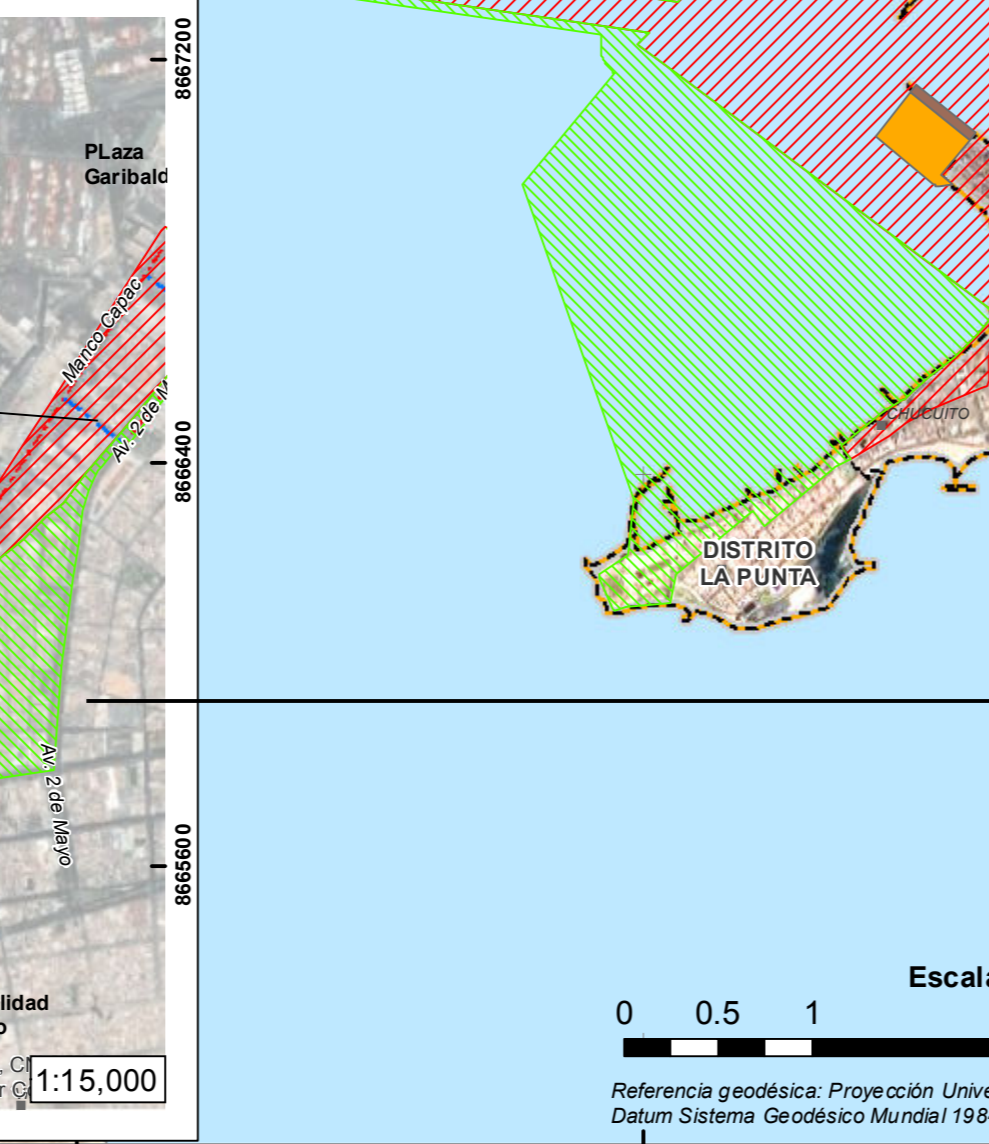 8667200
PLaza
Garibald
Manco Capac
Av. 2 de M
8666400
CHUCUITO
DISTRITO
LA PUNTA
Av. 2 de Mayo
8665600
lidad
o
1:15,000
Escala
0 0.5 1
Referencia geodésica: Proyección Unive
Datum Sistema Geodésico Mundial 198